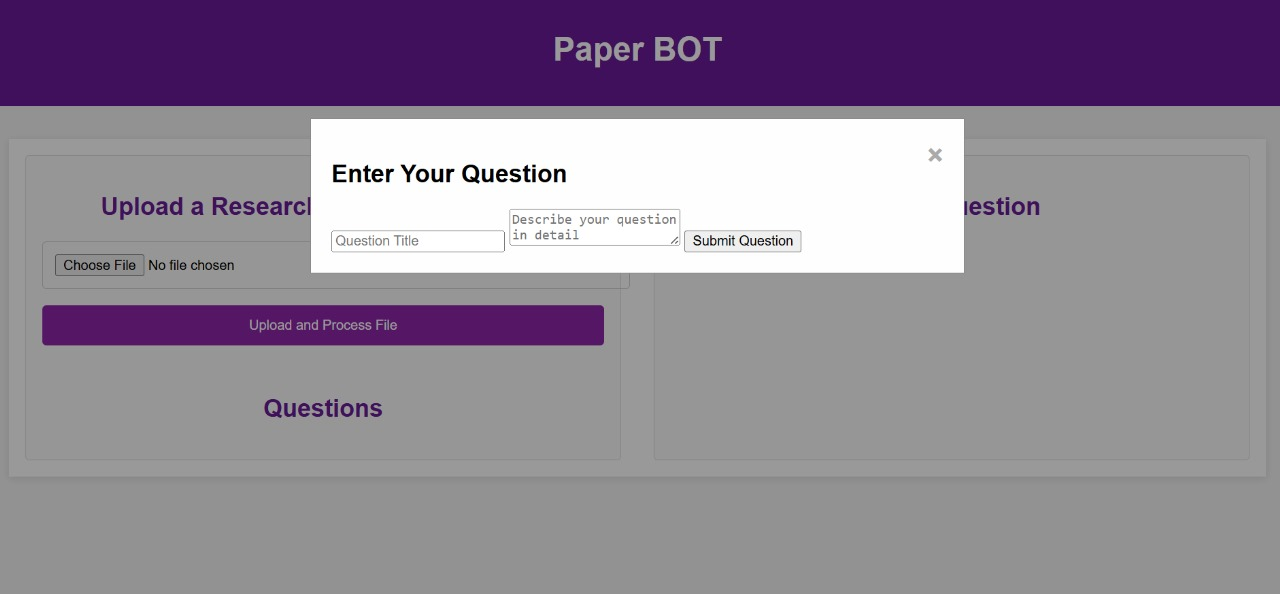 Paper BOT
×
Enter Your Question
Question Title
Describe your question
in detail
Submit Question
Upload a Research
estion
Choose File No file chosen
Upload and Process File
Questions